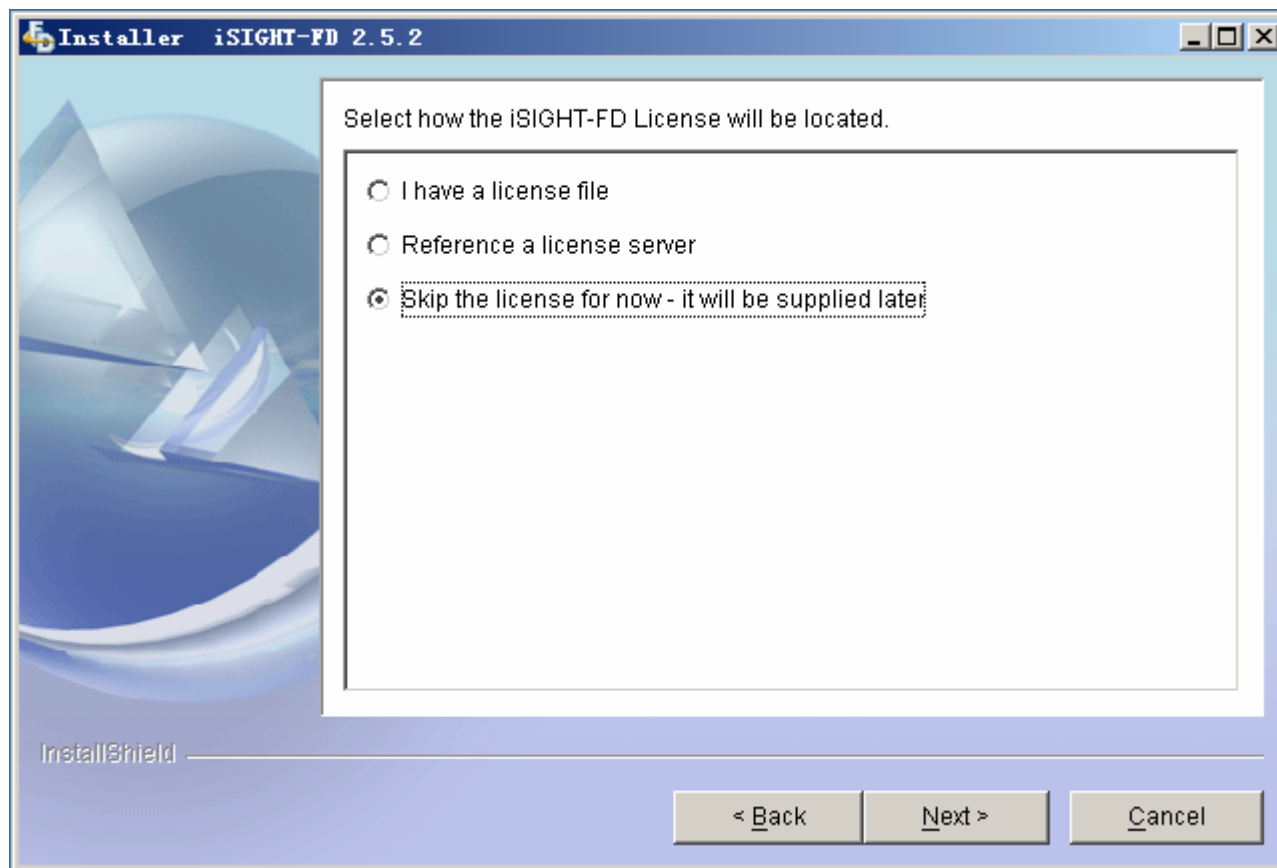 Installer iSIGHT-FD 2.5.2
Select how the iSIGHT-FD License will be located.
I have a license file
Reference a license server
Skip the license for now - it will be supplied later
InstallShield
< Back
Next >
Cancel